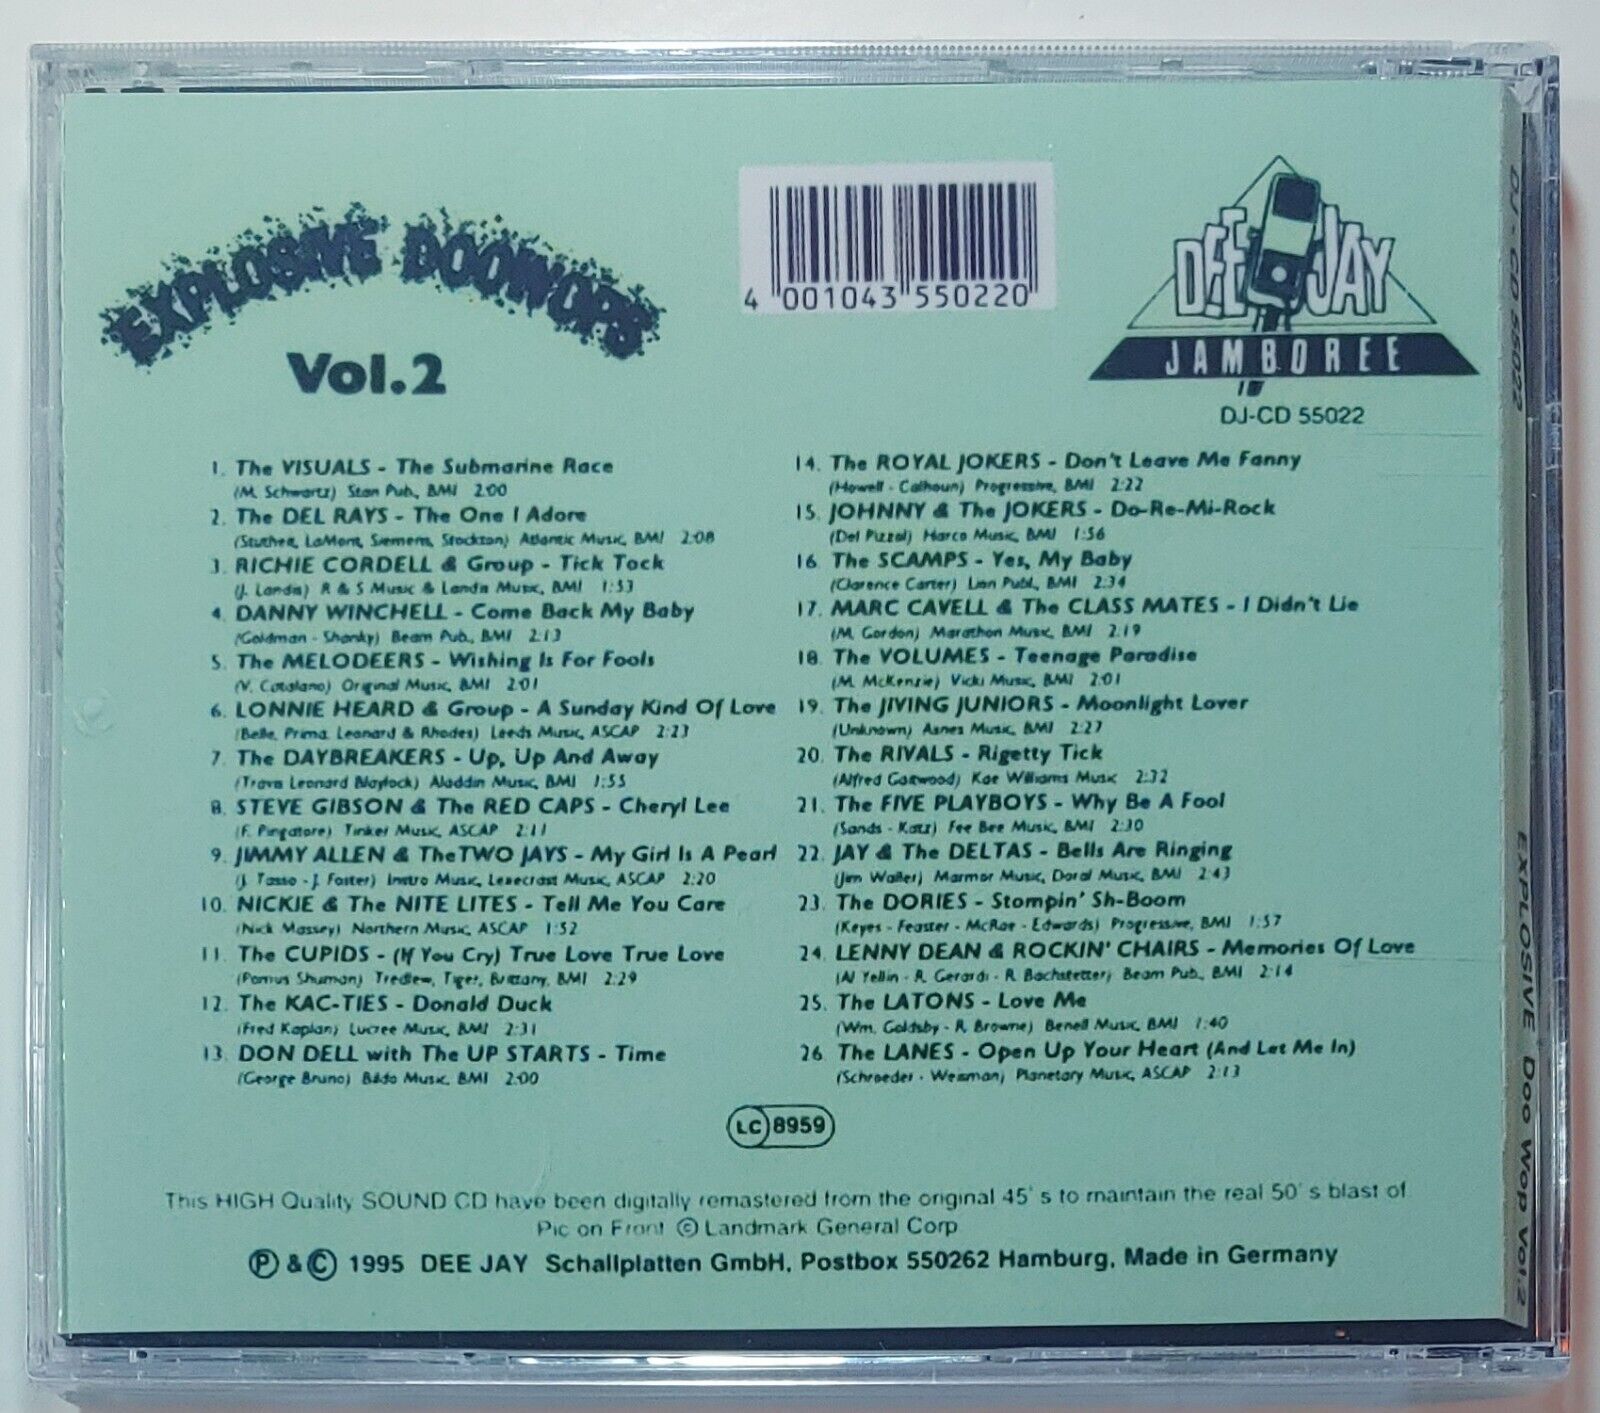 EXPLOSIVE DOOWOPS
Vol.2
4 001043 550220
DEE JAY
JAMBOREE
DJ-CD 55022
1. The VISUALS - The Submarine Race
(M. Schwartz) Stan Pub., BMI 2:00
2. The DEL RAYS - The One I Adore
(Stuthea, LaMont, Siemens, Stockton) Atlantic Music, BMI 2:08
3. RICHIE CORDELL & Group - Tick Tock
(J. Landis) R & S Music & Landis Music, BMI 1:53
4. DANNY WINCHELL - Come Back My Baby
(Goldman - Shanky) Beam Pub., BMI 2:13
5. The MELODEERS - Wishing Is For Fools
(V. Catalano) Original Music, BMI 2:01
6. LONNIE HEARD & Group - A Sunday Kind Of Love
(Belle, Prima. Leonard & Rhodes) Leeds Music, ASCAP 2:23
7. The DAYBREAKERS - Up, Up And Away
(Travis Leonard Blaylock) Aladdin Music, BMI 1:55
8. STEVE GIBSON & The RED CAPS - Cheryl Lee
(F. Pingatore) Tinker Music, ASCAP 2:11
9. JIMMY ALLEN & The TWO JAYS - My Girl Is A Pearl
(J. Tasso - J. Foster) Instro Music, Lesecrast Music, ASCAP 2:20
10. NICKIE & The NITE LITES - Tell Me You Care
(Nick Massey) Northern Music, ASCAP 1:52
11. The CUPIDS - (If You Cry) True Love True Love
(Pomus Shuman) Tredlew, Tiger, Brittany, BMI 2:29
12. The KAC-TIES - Donald Duck
(Fred Kaplan) Lucree Music, BMI 2:31
13. DON DELL with The UP STARTS - Time
(George Bruno) Bildo Music, BMI 2:00
14. The ROYAL JOKERS - Don't Leave Me Fanny
(Howell - Calhoun) Progressive, BMI 2:22
15. JOHNNY & The JOKERS - Do-Re-Mi-Rock
(Del Pizzol) Harco Music, BMI 1:56
16. The SCAMPS - Yes, My Baby
(Clarence Carter) Lion Publ., BMI 2:34
17. MARC CAVELL & The CLASS MATES - I Didn't Lie
(M. Gordon) Marathon Music, BMI 2:19
18. The VOLUMES - Teenage Paradise
(M. McKenzie) Vicki Music, BMI 2:01
19. The JIVING JUNIORS - Moonlight Lover
(Unknown) Asnes Music, BMI 2:27
20. The RIVALS - Rigetty Tick
(Alfred Gaitwood) Kae Williams Music 2:32
21. The FIVE PLAYBOYS - Why Be A Fool
(Sands - Katz) Fee Bee Music, BMI 2:30
22. JAY & The DELTAS - Bells Are Ringing
(Jim Waller) Marmor Music, Doral Music, BMI 2:43
23. The DORIES - Stompin' Sh-Boom
(Keyes - Feaster - McRae - Edwards) Progressive, BMI 1:57
24. LENNY DEAN & ROCKIN' CHAIRS - Memories Of Love
(Al Yellin - R. Gerardi - R. Bachstetter) Beam Pub., BMI 2:14
25. The LATONS - Love Me
(Wm. Goldsby - R. Browne) Benell Music, BMI 1:40
26. The LANES - Open Up Your Heart (And Let Me In)
(Schroeder - Weisman) Planetary Music, ASCAP 2:13
LC 8959
This HIGH Quality SOUND CD have been digitally remastered from the original 45's to maintain the real 50's blast of.
Pic on Front © Landmark General Corp.
Ⓟ & © 1995 DEE JAY Schallplatten GmbH, Postbox 550262 Hamburg, Made in Germany
DJ - CD 55022
EXPLOSIVE Doo Wop Vol.2